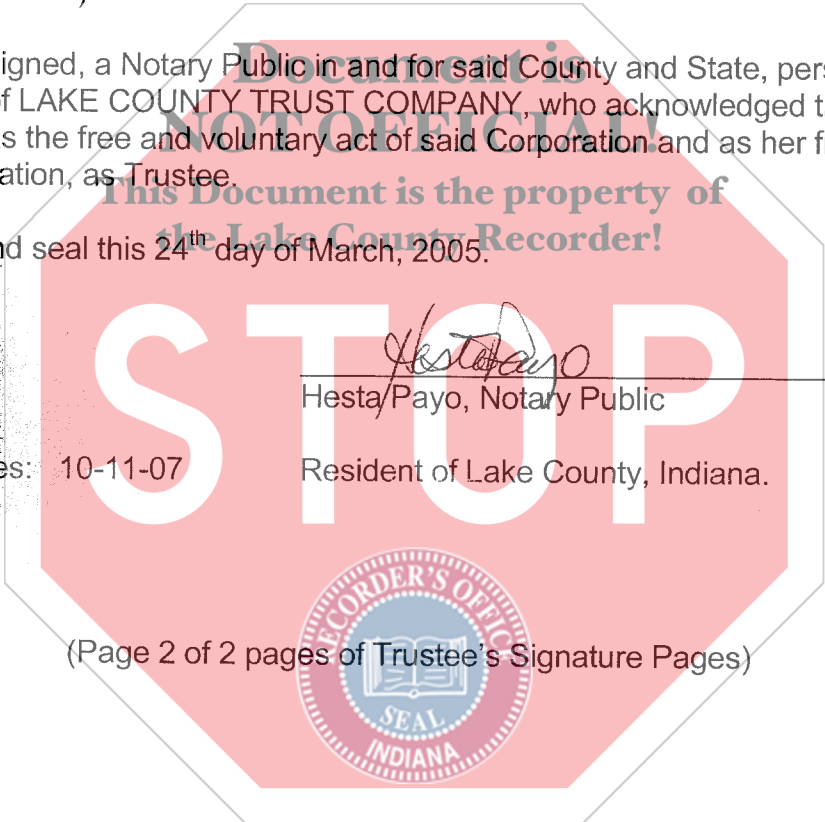 Document is
igned, a Notary Public in and for said County and State, pers
f LAKE COUNTY TRUST COMPANY, who acknowledged t
NOT OFFICIAL!
s the free and voluntary act of said Corporation and as her f
ation, as Trustee.
This Document is the property of
the Lake County Recorder!
nd seal this 24th day of March, 2005.
STOP
Hesta Payo
Hesta Payo, Notary Public
es: 10-11-07
Resident of Lake County, Indiana.
RECORDER'S OFFICE
(Page 2 of 2 pages of Trustee's Signature Pages)
SEAL
INDIANA